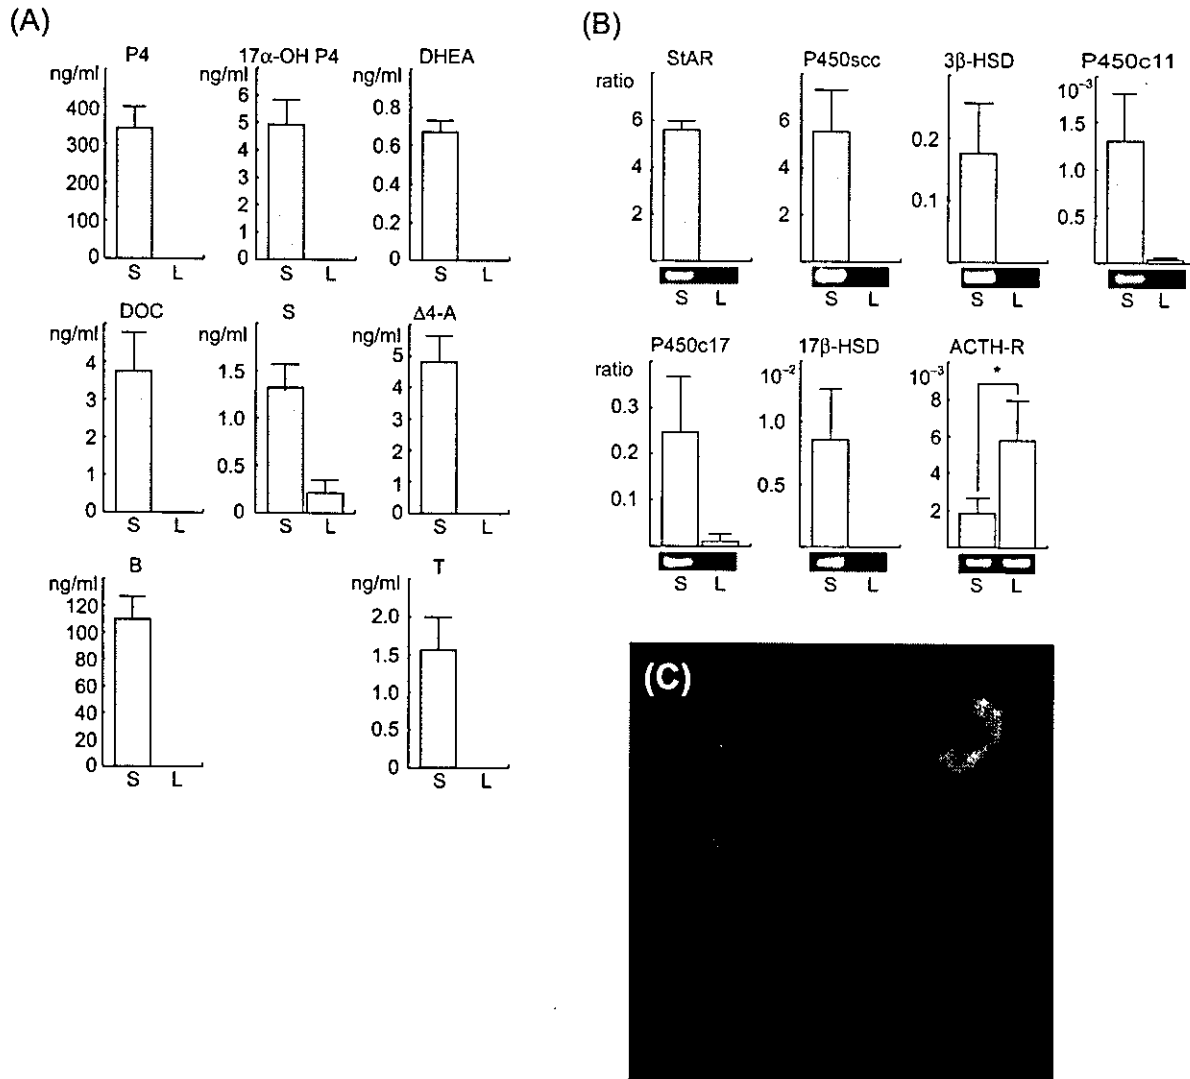 (A)
P4
ng/ml
400
300
200
100
0
S L
17α-OH P4
ng/ml
6
5
4
3
2
1
0
S L
DHEA
ng/ml
0.8
0.6
0.4
0.2
0
S L
DOC
ng/ml
4
3
2
1
0
S L
S
ng/ml
1.5
1.0
0.5
0
S L
Δ4-A
ng/ml
5
4
3
2
1
0
S L
B
ng/ml
120
100
80
60
40
20
0
S L
T
ng/ml
2.0
1.5
1.0
0.5
0
S L
(B)
StAR
ratio
6
4
2
S L
P450scc
6
4
2
S L
3β-HSD
0.2
0.1
S L
P450c11
10⁻³
1.5
1.0
0.5
S L
P450c17
ratio
0.3
0.2
0.1
S L
17β-HSD
10⁻²
1.0
0.5
S L
ACTH-R
10⁻³
*
8
6
4
2
S L
(C)